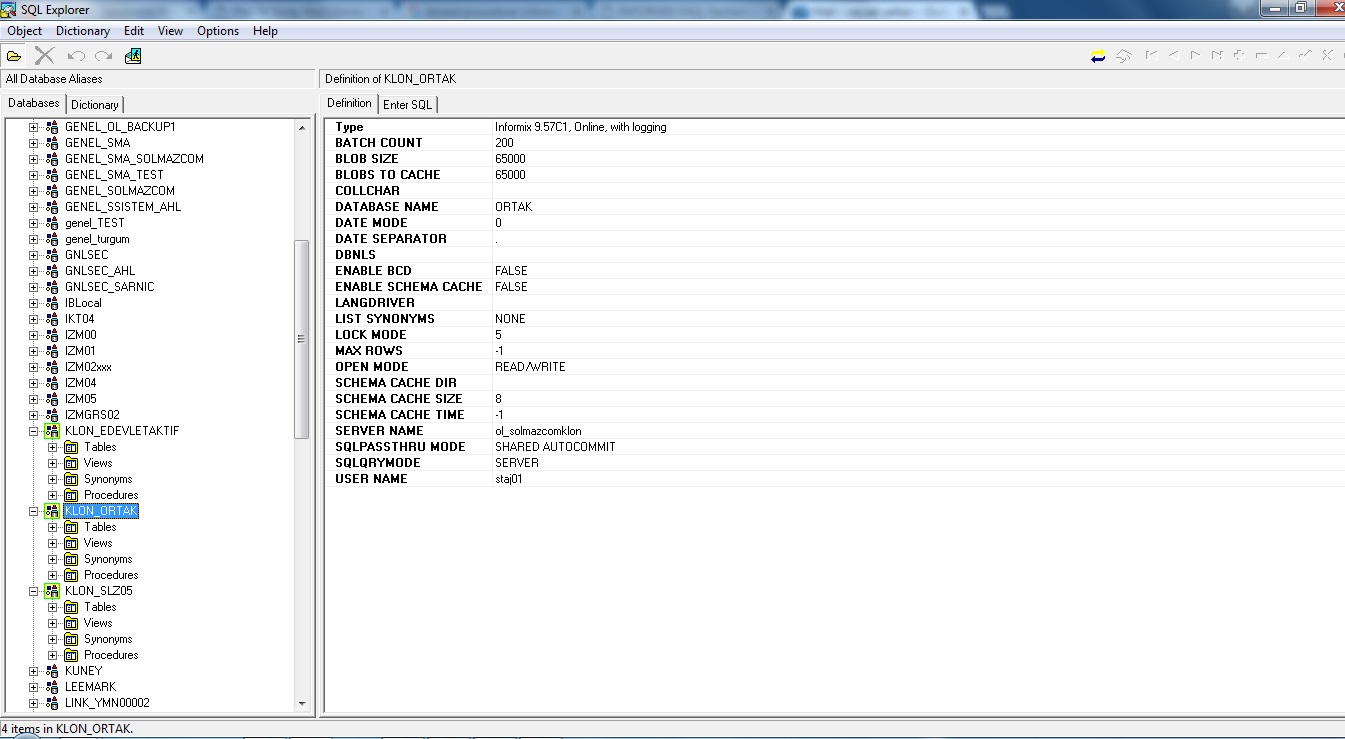 SQL Explorer
Object Dictionary Edit View Options Help
All Database Aliases
Definition of KLON_ORTAK
Databases Dictionary
Definition Enter SQL
GENEL_OL_BACKUP1
GENEL_SMA
GENEL_SMA_SOLMAZCOM
GENEL_SMA_TEST
GENEL_SOLMAZCOM
GENEL_SSISTEM_AHL
genel_TEST
genel_turgum
GNLSEC
GNLSEC_AHL
GNLSEC_SARNIC
IBLocal
IKT04
IZM00
IZM01
IZM02xxx
IZM04
IZM05
IZMGRS02
KLON_EDEVLETAKTIF
Tables
Views
Synonyms
Procedures
KLON_ORTAK
Tables
Views
Synonyms
Procedures
KLON_SLZ05
Tables
Views
Synonyms
Procedures
KUNEY
LEEMARK
LINK_YMN00002
Type Informix 9.57C1, Online, with logging
BATCH COUNT 200
BLOB SIZE 65000
BLOBS TO CACHE 65000
COLLCHAR
DATABASE NAME ORTAK
DATE MODE 0
DATE SEPARATOR .
DBNLS
ENABLE BCD FALSE
ENABLE SCHEMA CACHE FALSE
LANGDRIVER
LIST SYNONYMS NONE
LOCK MODE 5
MAX ROWS -1
OPEN MODE READ/WRITE
SCHEMA CACHE DIR
SCHEMA CACHE SIZE 8
SCHEMA CACHE TIME -1
SERVER NAME ol_solmazcomklon
SQLPASSTHRU MODE SHARED AUTOCOMMIT
SQLQRYMODE SERVER
USER NAME staj01
4 items in KLON_ORTAK.